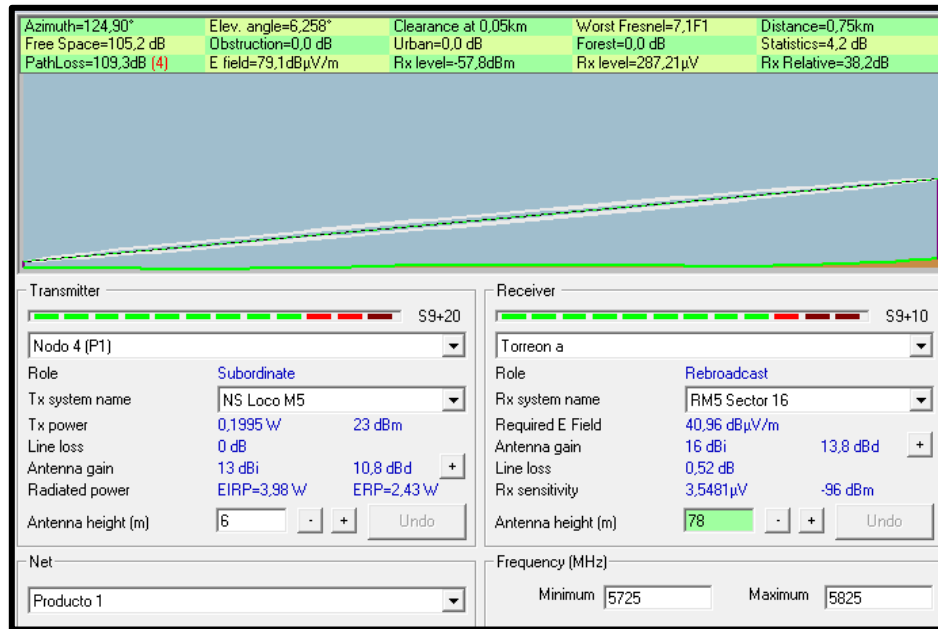 Azimuth=124,90° Elev. angle=6,258° Clearance at 0,05km Worst Fresnel=7,1F1 Distance=0,75km
Free Space=105,2 dB Obstruction=0,0 dB Urban=0,0 dB Forest=0,0 dB Statistics=4,2 dB
PathLoss=109,3dB (4) E field=79,1dBµV/m Rx level=-57,8dBm Rx level=287,21µV Rx Relative=38,2dB
Transmitter
S9+20
Nodo 4 (P1)
Role Subordinate
Tx system name NS Loco M5
Tx power 0,1995 W 23 dBm
Line loss 0 dB
Antenna gain 13 dBi 10,8 dBd +
Radiated power EIRP=3,98 W ERP=2,43 W
Antenna height (m) 6 - + Undo
Net
Producto 1
Receiver
S9+10
Torreon a
Role Rebroadcast
Rx system name RM5 Sector 16
Required E Field 40,96 dBµV/m
Antenna gain 16 dBi 13,8 dBd +
Line loss 0,52 dB
Rx sensitivity 3,5481µV -96 dBm
Antenna height (m) 78 - + Undo
Frequency (MHz)
Minimum 5725 Maximum 5825